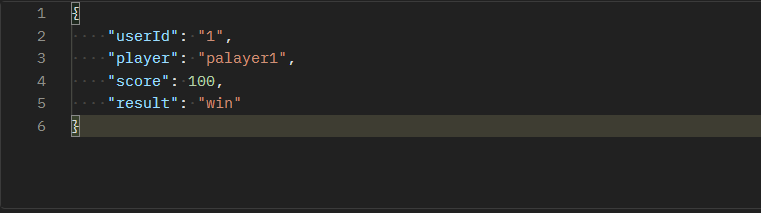 1 {
2 "userId": "1",
3 "player": "palayer1",
4 "score": 100,
5 "result": "win"
6 }